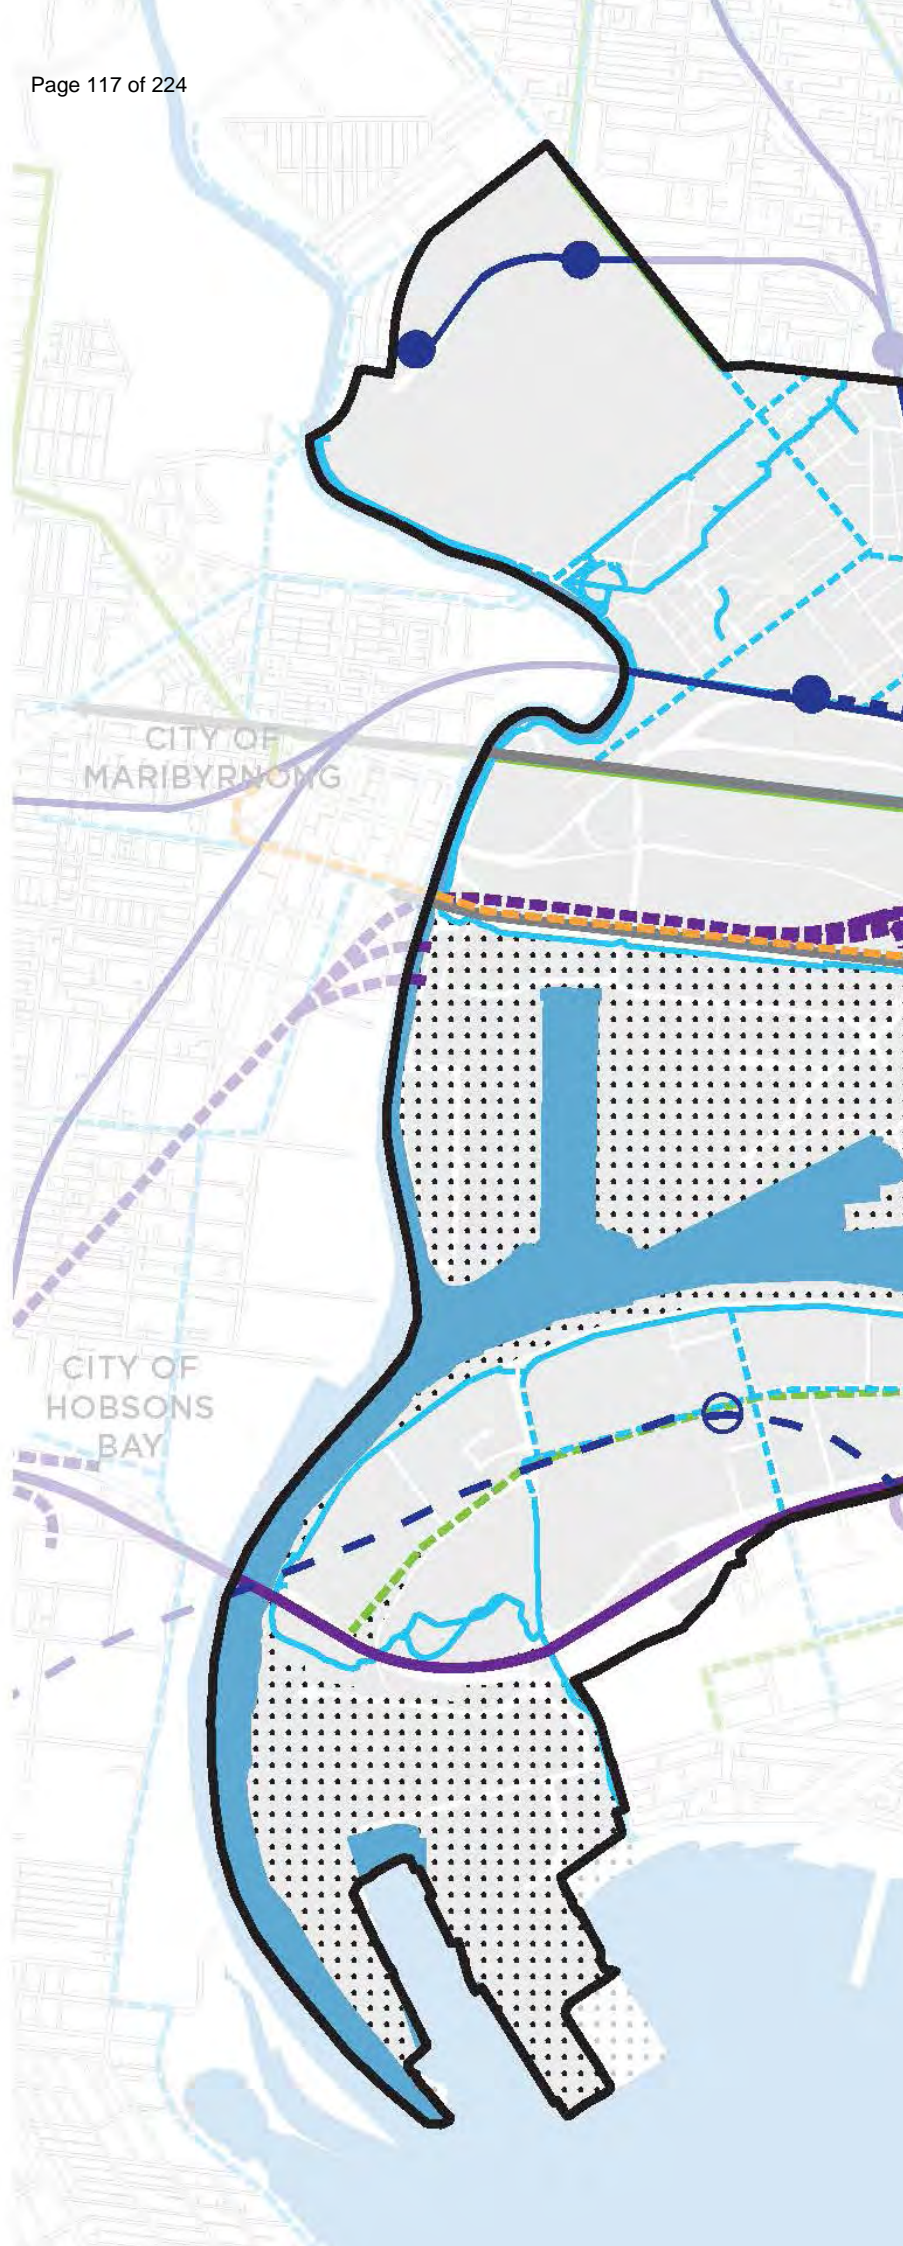 Page 117 of 224
CITY OF
MARIBYRNONG
CITY OF
HOBSONS
BAY